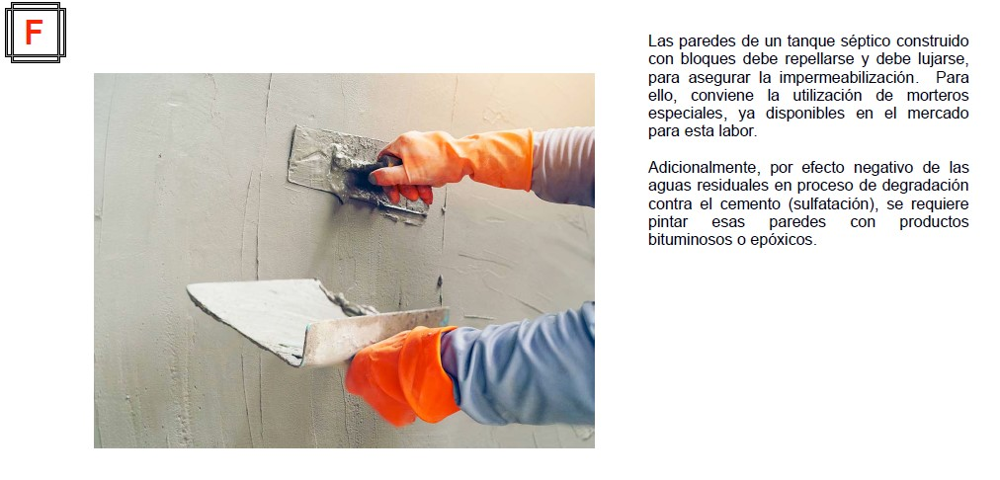 F
Las paredes de un tanque séptico construido
con bloques debe repellarse y debe lujarse,
para asegurar la impermeabilización. Para
ello, conviene la utilización de morteros
especiales, ya disponibles en el mercado
para esta labor.
Adicionalmente, por efecto negativo de las
aguas residuales en proceso de degradación
contra el cemento (sulfatación), se requiere
pintar esas paredes con productos
bituminosos o epóxicos.